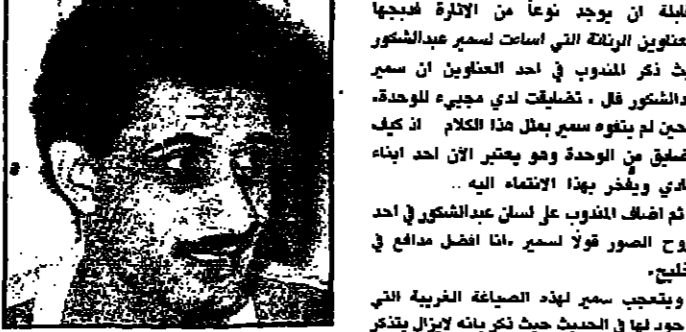 قابلة ان يوجد نوعاً من الاثارة فدبجها
عناوين الرنانة التي اساءت لسمير عبدالشكور
يث ذكر المندوب في احد العناوين ان سمير
دالشكور قال ، تضايقت لدي مجييء للوحدة،
حين لم يتفوه سمير بمثل هذا الكلام اذ كيف
ضايق من الوحدة وهو يعتبر الآن احد ابناء
ادي ويفخر بهذا الانتماء اليه ..
ثم اضاف المندوب على لسان عبدالشكور في احد
روح الصور قولا لسمير ،انا افضل مدافع في
خليج،
ويتعجب سمير لهذه الصياغة الغريبة التي
لها في الحديث حيث ذكر بانه لايزال يتذكر